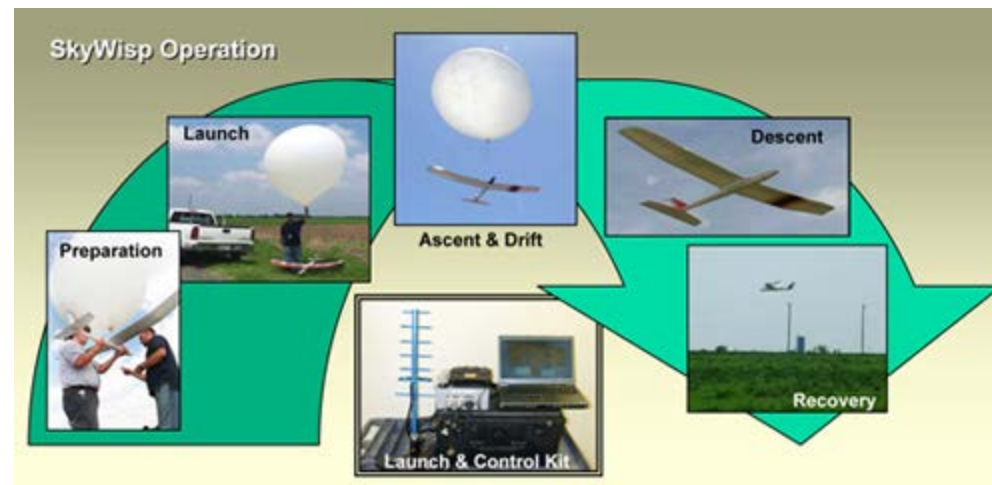 SkyWisp Operation
Preparation
Launch
Ascent & Drift
Descent
Recovery
Launch & Control Kit